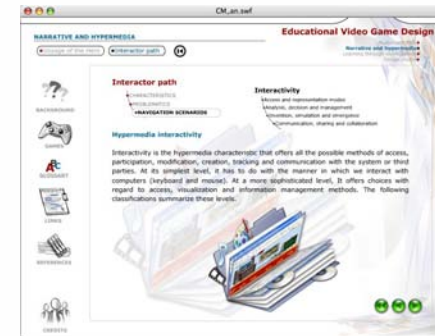 CM_an.swf
Educational Video Game Design
NARRATIVE AND HYPERMEDIA
Voyage of the Hero
Interactor path
Narrative and hypermedia
Interactor path
CHARACTERISTICS
PROBLEMATICS
NAVIGATION SCENARIOS
Interactivity
Access and representation modes
Analysis, decision and management
Invention, simulation and emergence
Communication, sharing and collaboration
BACKGROUND
GAMES
GLOSSARY
LINKS
REFERENCES
CREDITS
Hypermedia interactivity
Interactivity is the hypermedia characteristic that offers all the possible methods of access,
participation, modification, creation, tracking and communication with the system or third
parties. At its simplest level, it has to do with the manner in which we interact with
computers (keyboard and mouse). At a more sophisticated level, It offers choices with
regard to access, visualization and information management methods. The following
classifications summarize these levels.